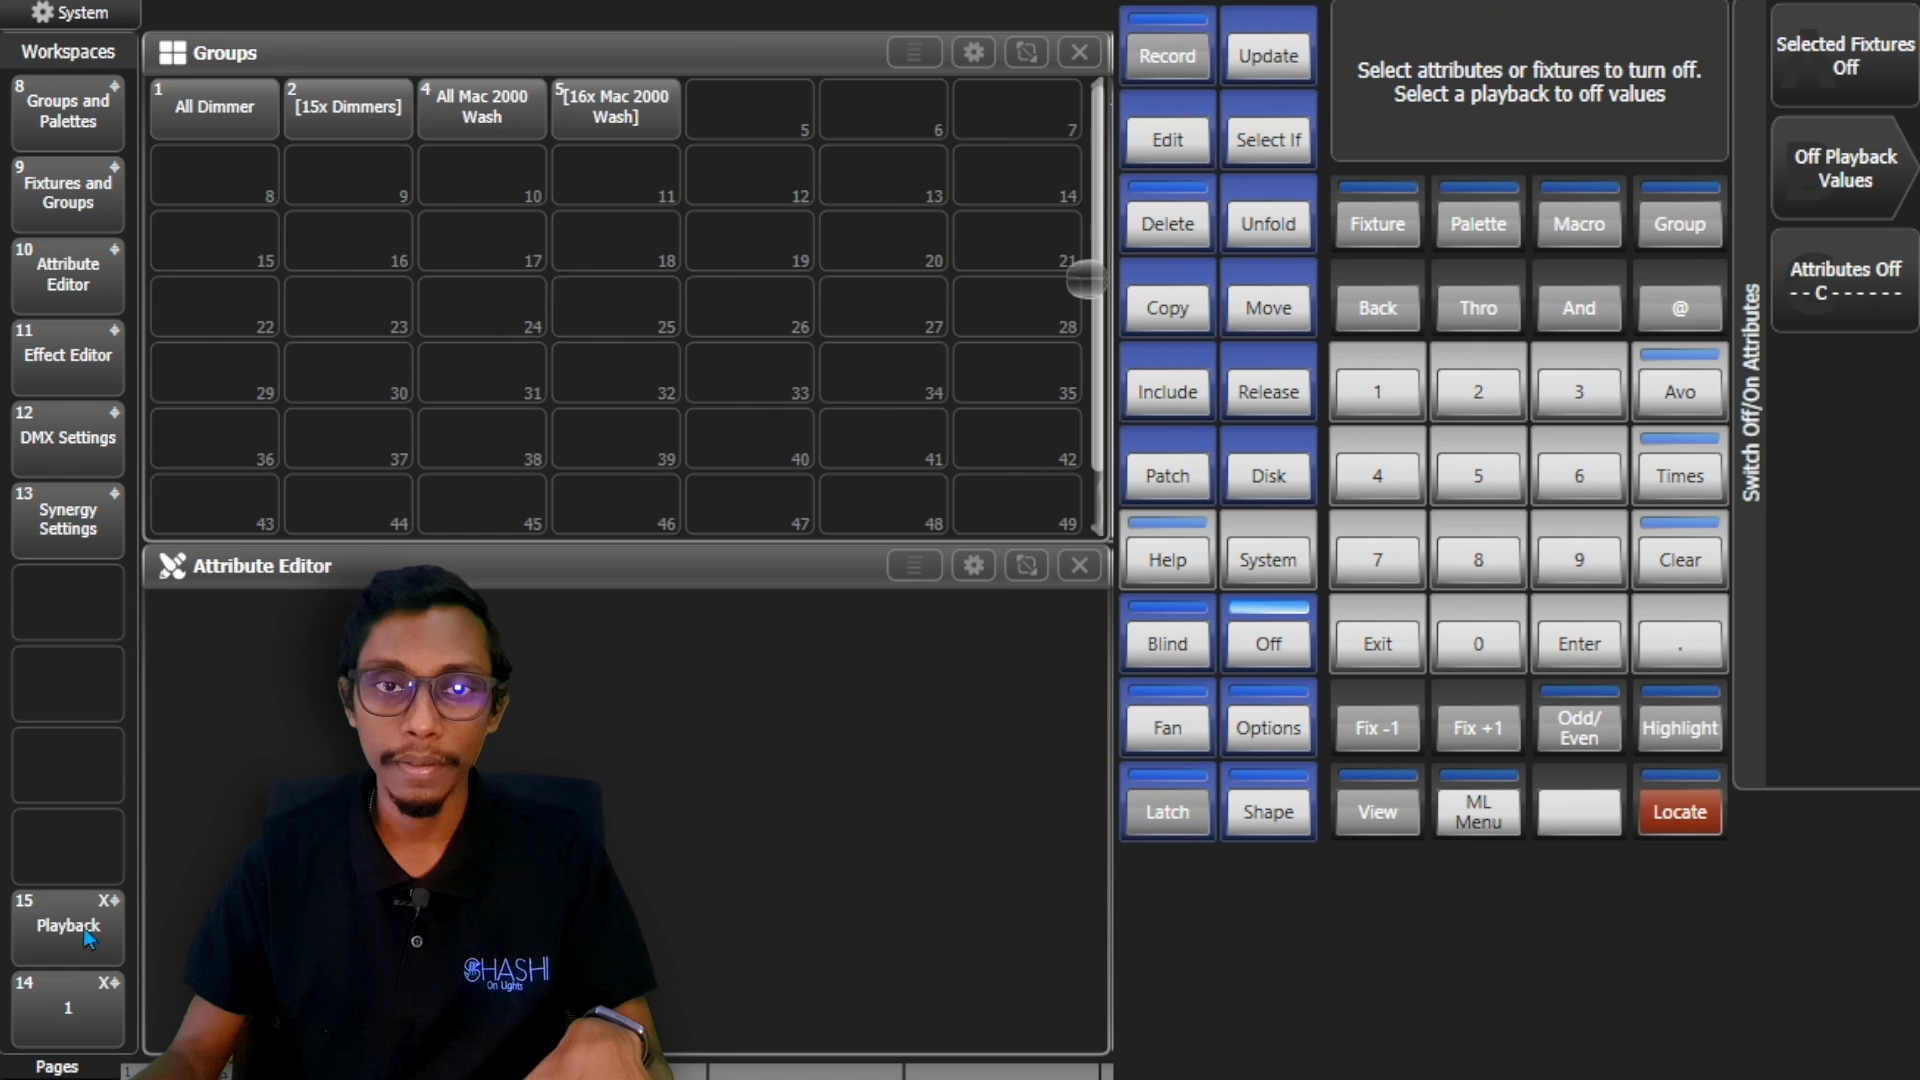 System
Workspaces
8
Groups and
Palettes
9
Fixtures and
Groups
10
Attribute
Editor
11
Effect Editor
12
DMX Settings
13
Synergy
Settings
15 X
Playback
14 X
1
Pages
Groups
1 All Dimmer
2 [15x Dimmers]
4 All Mac 2000
Wash
5 [16x Mac 2000
Wash]
5 6 7
8 9 10 11 12 13 14
15 16 17 18 19 20 21
22 23 24 25 26 27 28
29 30 31 32 33 34 35
36 37 38 39 40 41 42
43 44 45 46 47 48 49
Attribute Editor
SHASHI
On Lights
1
Record Update
Edit Select If
Delete Unfold
Copy Move
Include Release
Patch Disk
Help System
Blind Off
Fan Options
Latch Shape
Select attributes or fixtures to turn off.
Select a playback to off values
Fixture Palette Macro Group
Back Thro And @
1 2 3 Avo
4 5 6 Times
7 8 9 Clear
Exit 0 Enter .
Fix -1 Fix +1 Odd/
Even Highlight
View ML
Menu Locate
Switch Off/On Attributes
Selected Fixtures
Off
Off Playback
Values
Attributes Off
- - C - - - - - -